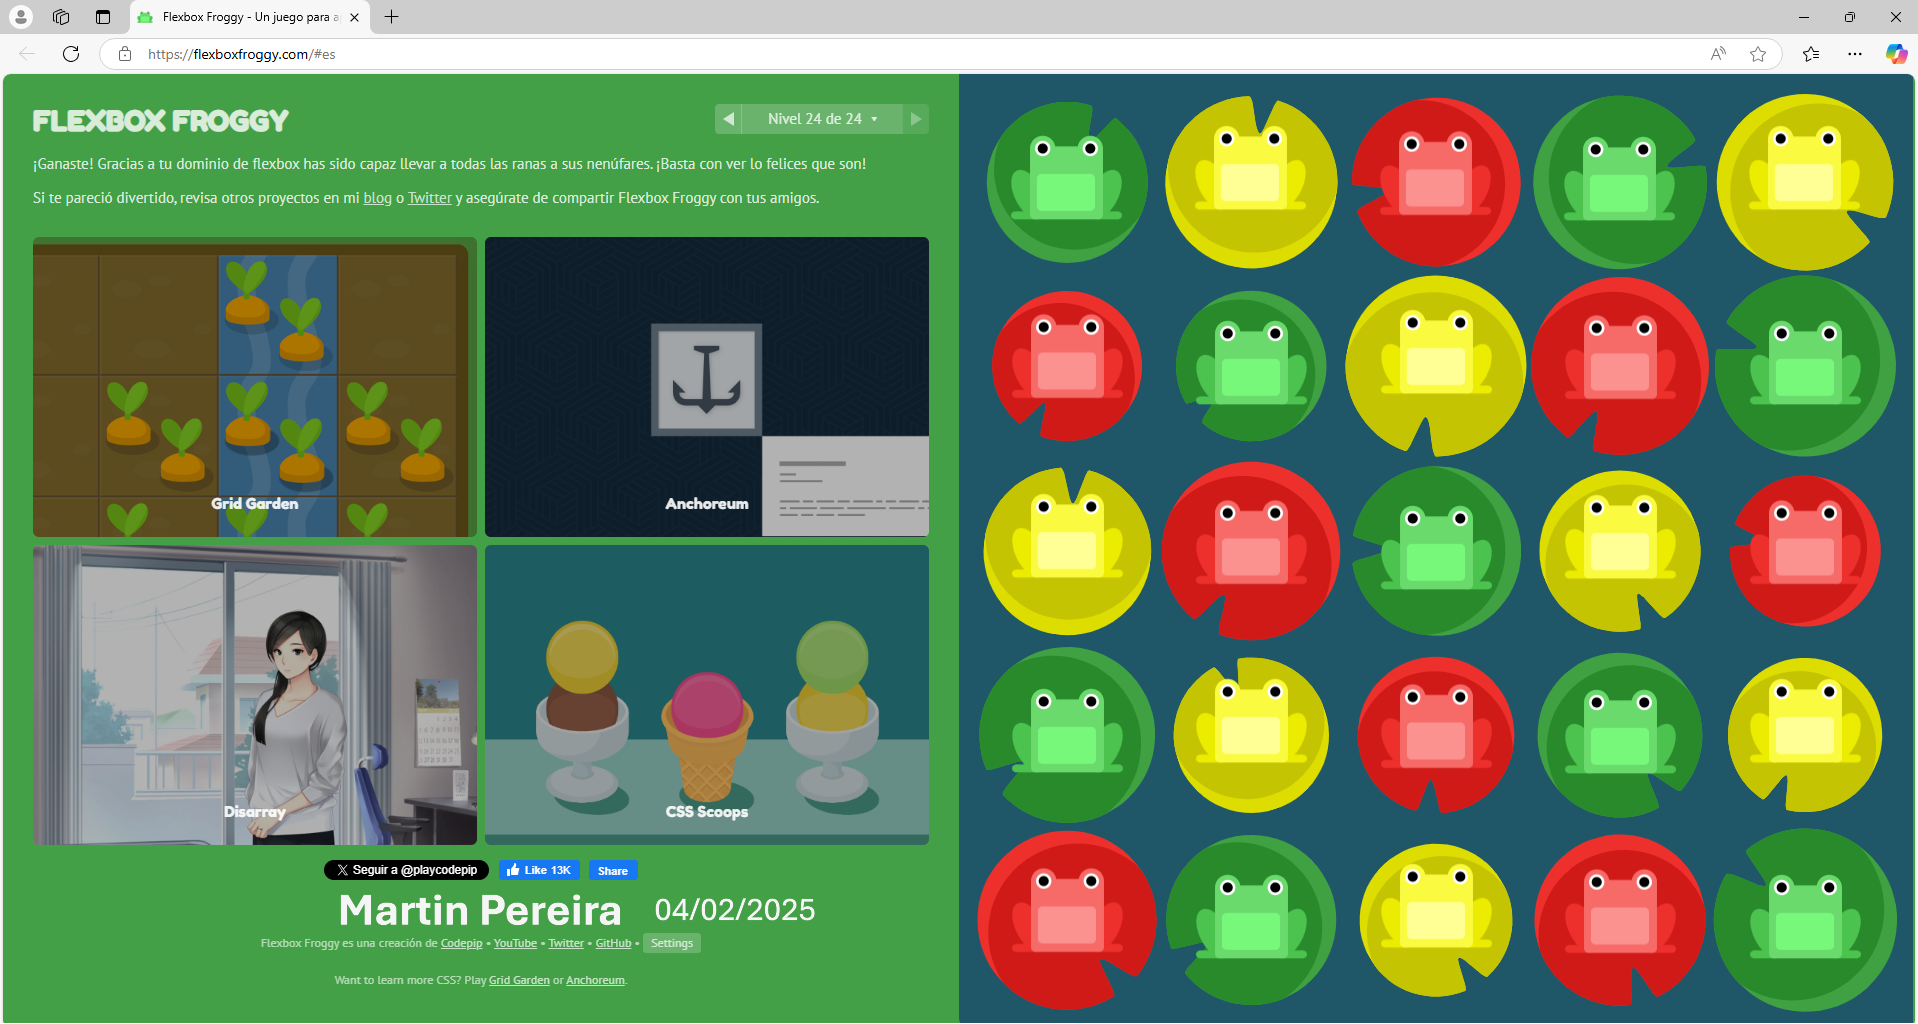 Flexbox Froggy - Un juego para a
https://flexboxfroggy.com/#es
FLEXBOX FROGGY
Nivel 24 de 24
¡Ganaste! Gracias a tu dominio de flexbox has sido capaz llevar a todas las ranas a sus nenúfares. ¡Basta con ver lo felices que son!
Si te pareció divertido, revisa otros proyectos en mi blog o Twitter y asegúrate de compartir Flexbox Froggy con tus amigos.
Grid Garden
Anchoreum
Disarray
CSS Scoops
Seguir a @playcodepip
Like 13K
Share
Martin Pereira 04/02/2025
Flexbox Froggy es una creación de Codepip • YouTube • Twitter • GitHub • Settings
Want to learn more CSS? Play Grid Garden or Anchoreum.